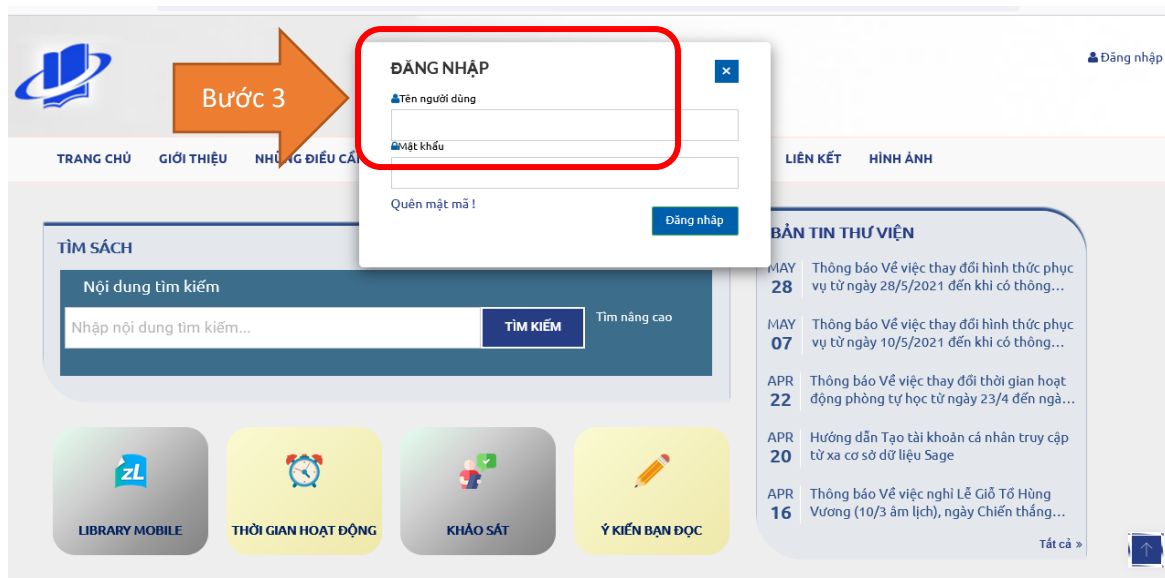 Bước 3
Đăng nhập
ĐĂNG NHẬP
×
Tên người dùng
Mật khẩu
Quên mật mã !
Đăng nhập
TRANG CHỦ GIỚI THIỆU NHỮNG ĐIỀU LIÊN KẾT HÌNH ẢNH
TÌM SÁCH
Nội dung tìm kiếm
Nhập nội dung tìm kiếm...
TÌM KIẾM
Tìm nâng cao
LIBRARY MOBILE
zL
THỜI GIAN HOẠT ĐỘNG
KHẢO SÁT
Ý KIẾN BẠN ĐỌC
BẢN TIN THƯ VIỆN
MAY 28
Thông báo Về việc thay đổi hình thức phục
vụ từ ngày 28/5/2021 đến khi có thông...
MAY 07
Thông báo Về việc thay đổi hình thức phục
vụ từ ngày 10/5/2021 đến khi có thông...
APR 22
Thông báo Về việc thay đổi thời gian hoạt
động phòng tự học từ ngày 23/4 đến ngà...
APR 20
Hướng dẫn Tạo tài khoản cá nhân truy cập
từ xa cơ sở dữ liệu Sage
APR 16
Thông báo Về việc nghỉ Lễ Giỗ Tổ Hùng
Vương (10/3 âm lịch), ngày Chiến thắng...
Tất cả »